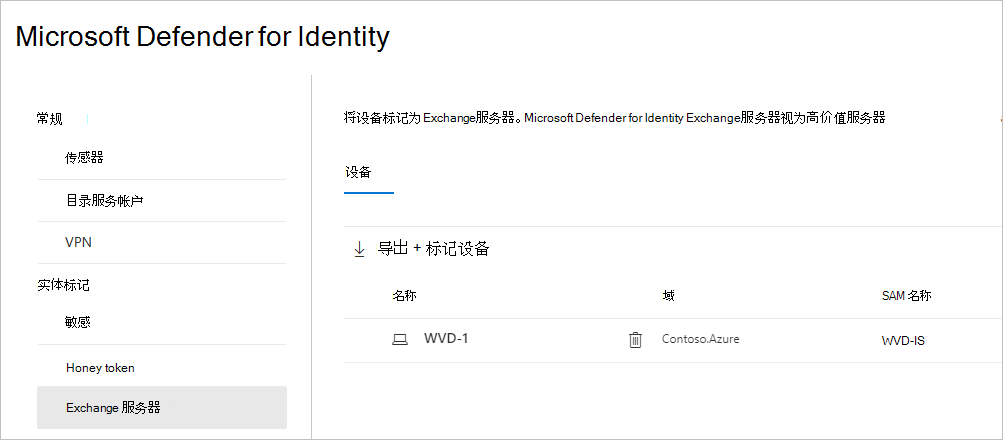 Microsoft Defender for Identity
常规
传感器
目录服务帐户
VPN
实体标记
敏感
Honey token
Exchange 服务器
将设备标记为 Exchange服务器。Microsoft Defender for Identity Exchange服务器视为高价值服务器
设备
导出 + 标记设备
名称 域 SAM 名称
WVD-1 Contoso.Azure WVD-IS